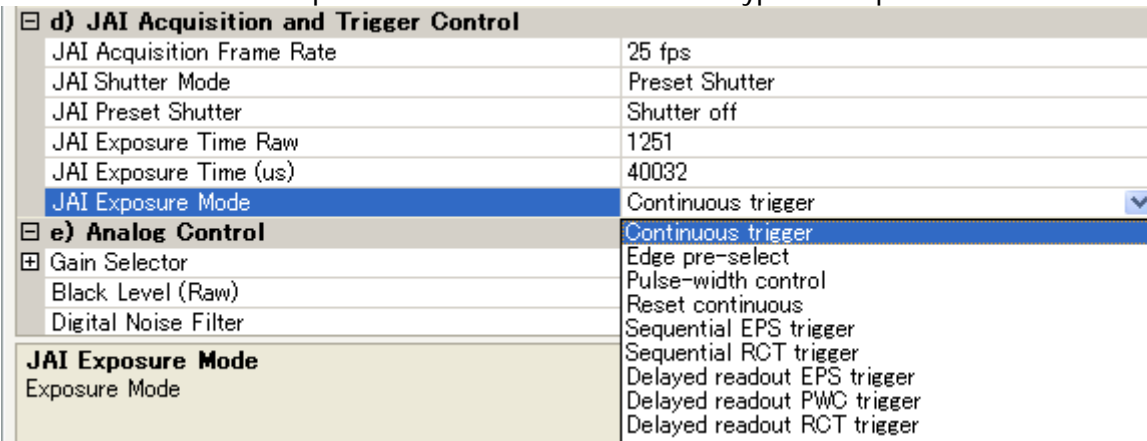 d) JAI Acquisition and Trigger Control
JAI Acquisition Frame Rate 25 fps
JAI Shutter Mode Preset Shutter
JAI Preset Shutter Shutter off
JAI Exposure Time Raw 1251
JAI Exposure Time (us) 40032
JAI Exposure Mode Continuous trigger
e) Analog Control
Gain Selector
Black Level (Raw)
Digital Noise Filter
Continuous trigger
Edge pre-select
Pulse-width control
Reset continuous
Sequential EPS trigger
Sequential RCT trigger
Delayed readout EPS trigger
Delayed readout PWC trigger
Delayed readout RCT trigger
JAI Exposure Mode
Exposure Mode